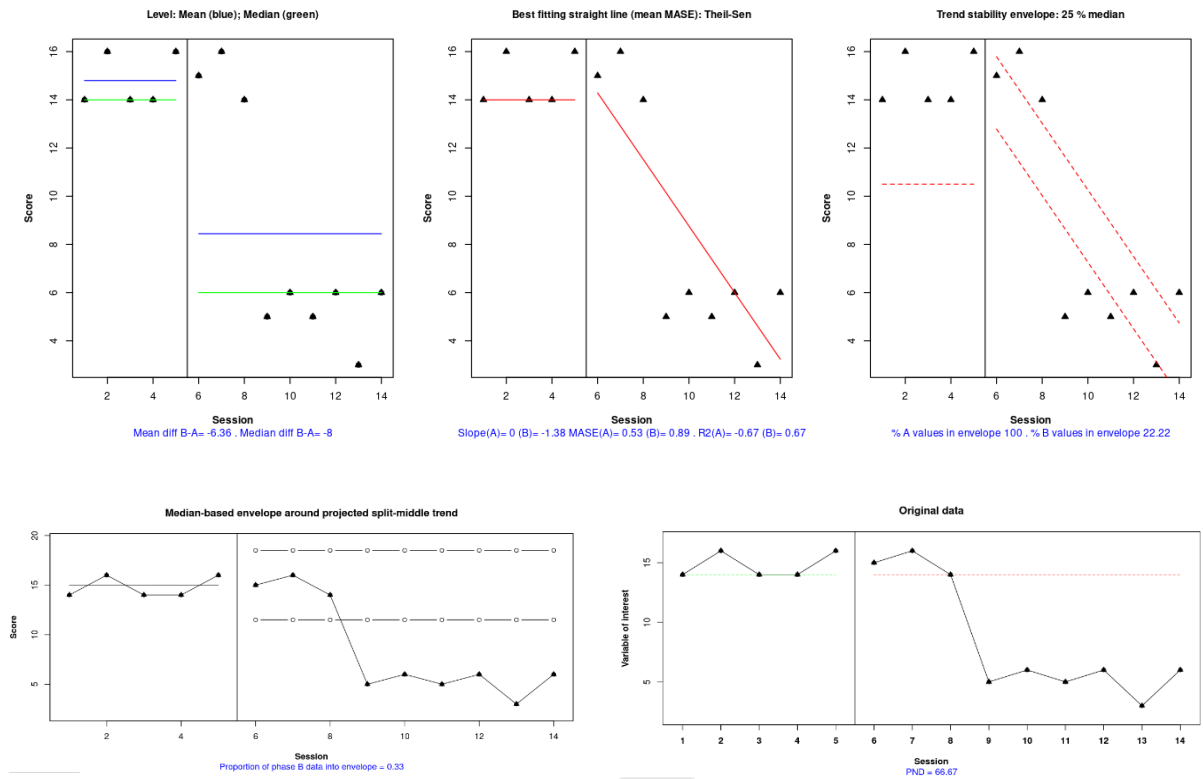 Level: Mean (blue); Median (green)
Score
16
14
12
10
8
6
4
2 4 6 8 10 12 14
Session
Mean diff B-A= -6.36 . Median diff B-A= -8
Best fitting straight line (mean MASE): Theil-Sen
Score
16
14
12
10
8
6
4
2 4 6 8 10 12 14
Session
Slope(A)= 0 (B)= -1.38 MASE(A)= 0.53 (B)= 0.89 . R2(A)= -0.67 (B)= 0.67
Trend stability envelope: 25 % median
Score
16
14
12
10
8
6
4
2 4 6 8 10 12 14
Session
% A values in envelope 100 . % B values in envelope 22.22
Median-based envelope around projected split-middle trend
Score
20
15
10
5
2 4 6 8 10 12 14
Session
Proportion of phase B data into envelope = 0.33
Original data
Variable of interest
15
10
5
1 2 3 4 5 6 7 8 9 10 11 12 13 14
Session
PND = 66.67